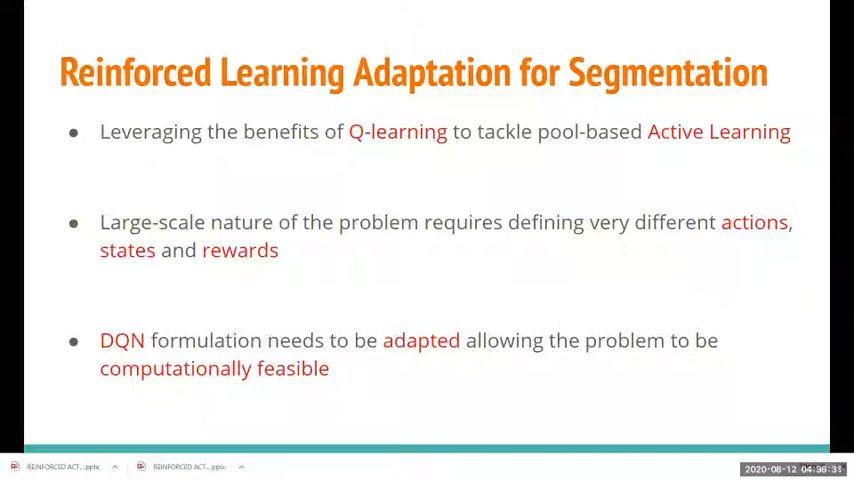 Reinforced Learning Adaptation for Segmentation
● Leveraging the benefits of Q-learning to tackle pool-based Active Learning
● Large-scale nature of the problem requires defining very different actions,
states and rewards
● DQN formulation needs to be adapted allowing the problem to be
computationally feasible
REINFORCED ACT....pptx
REINFORCED ACT....pptx
2020-08-12 04:36:31